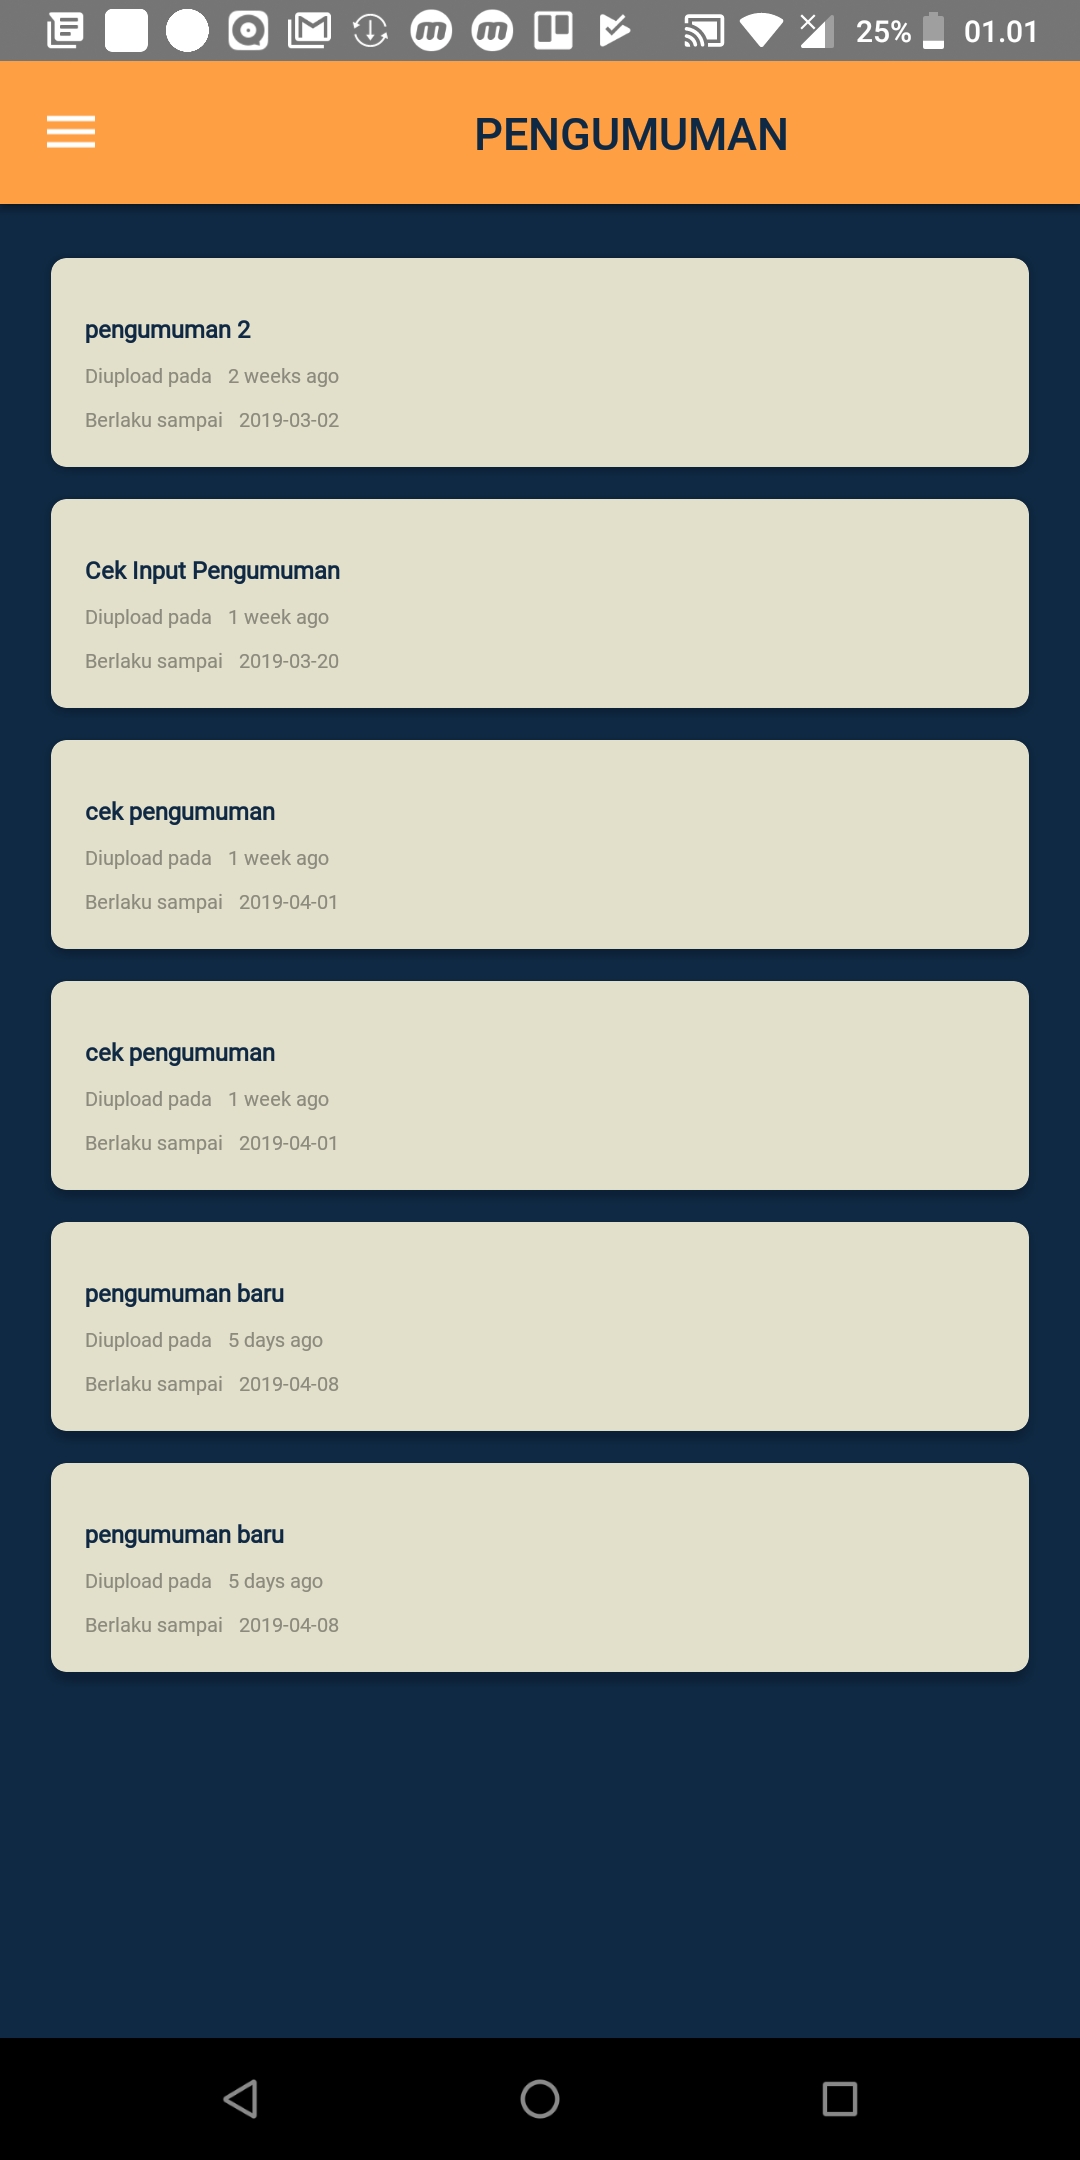 25% 01.01
PENGUMUMAN
pengumuman 2
Diupload pada 2 weeks ago
Berlaku sampai 2019-03-02
Cek Input Pengumuman
Diupload pada 1 week ago
Berlaku sampai 2019-03-20
cek pengumuman
Diupload pada 1 week ago
Berlaku sampai 2019-04-01
cek pengumuman
Diupload pada 1 week ago
Berlaku sampai 2019-04-01
pengumuman baru
Diupload pada 5 days ago
Berlaku sampai 2019-04-08
pengumuman baru
Diupload pada 5 days ago
Berlaku sampai 2019-04-08